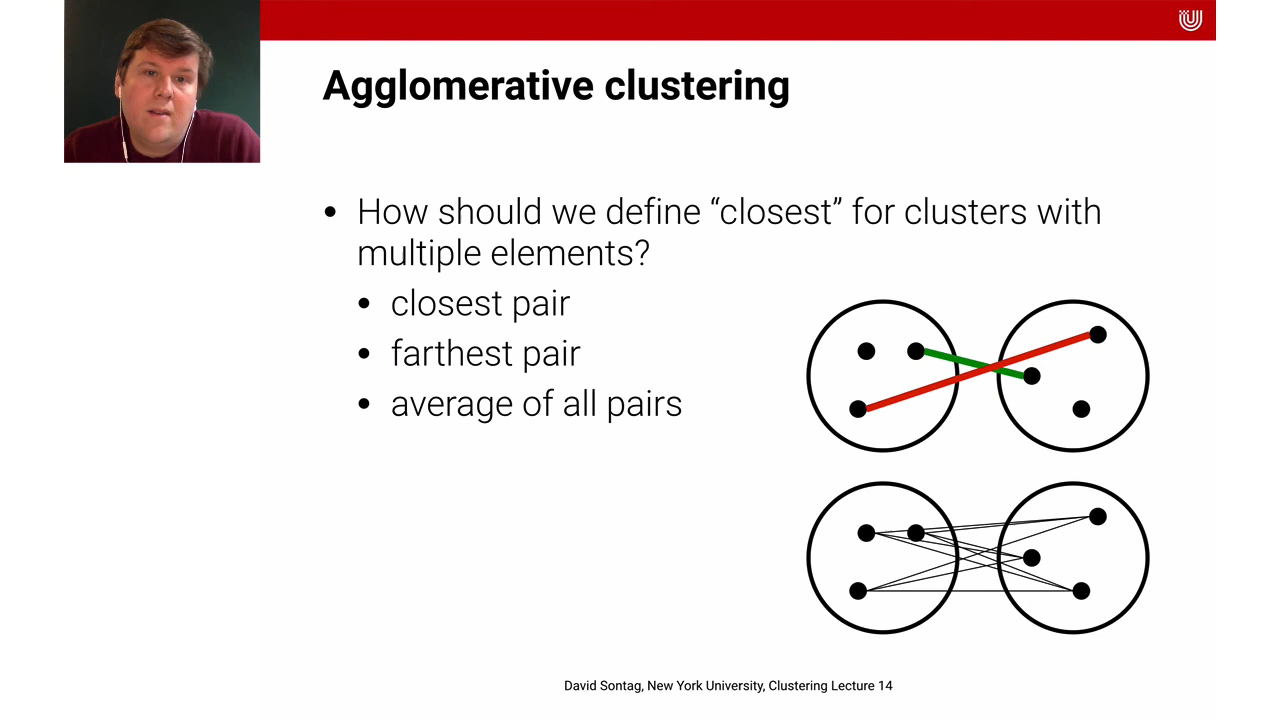 Agglomerative clustering
• How should we define “closest” for clusters with
multiple elements?
• closest pair
• farthest pair
• average of all pairs
David Sontag, New York University, Clustering Lecture 14